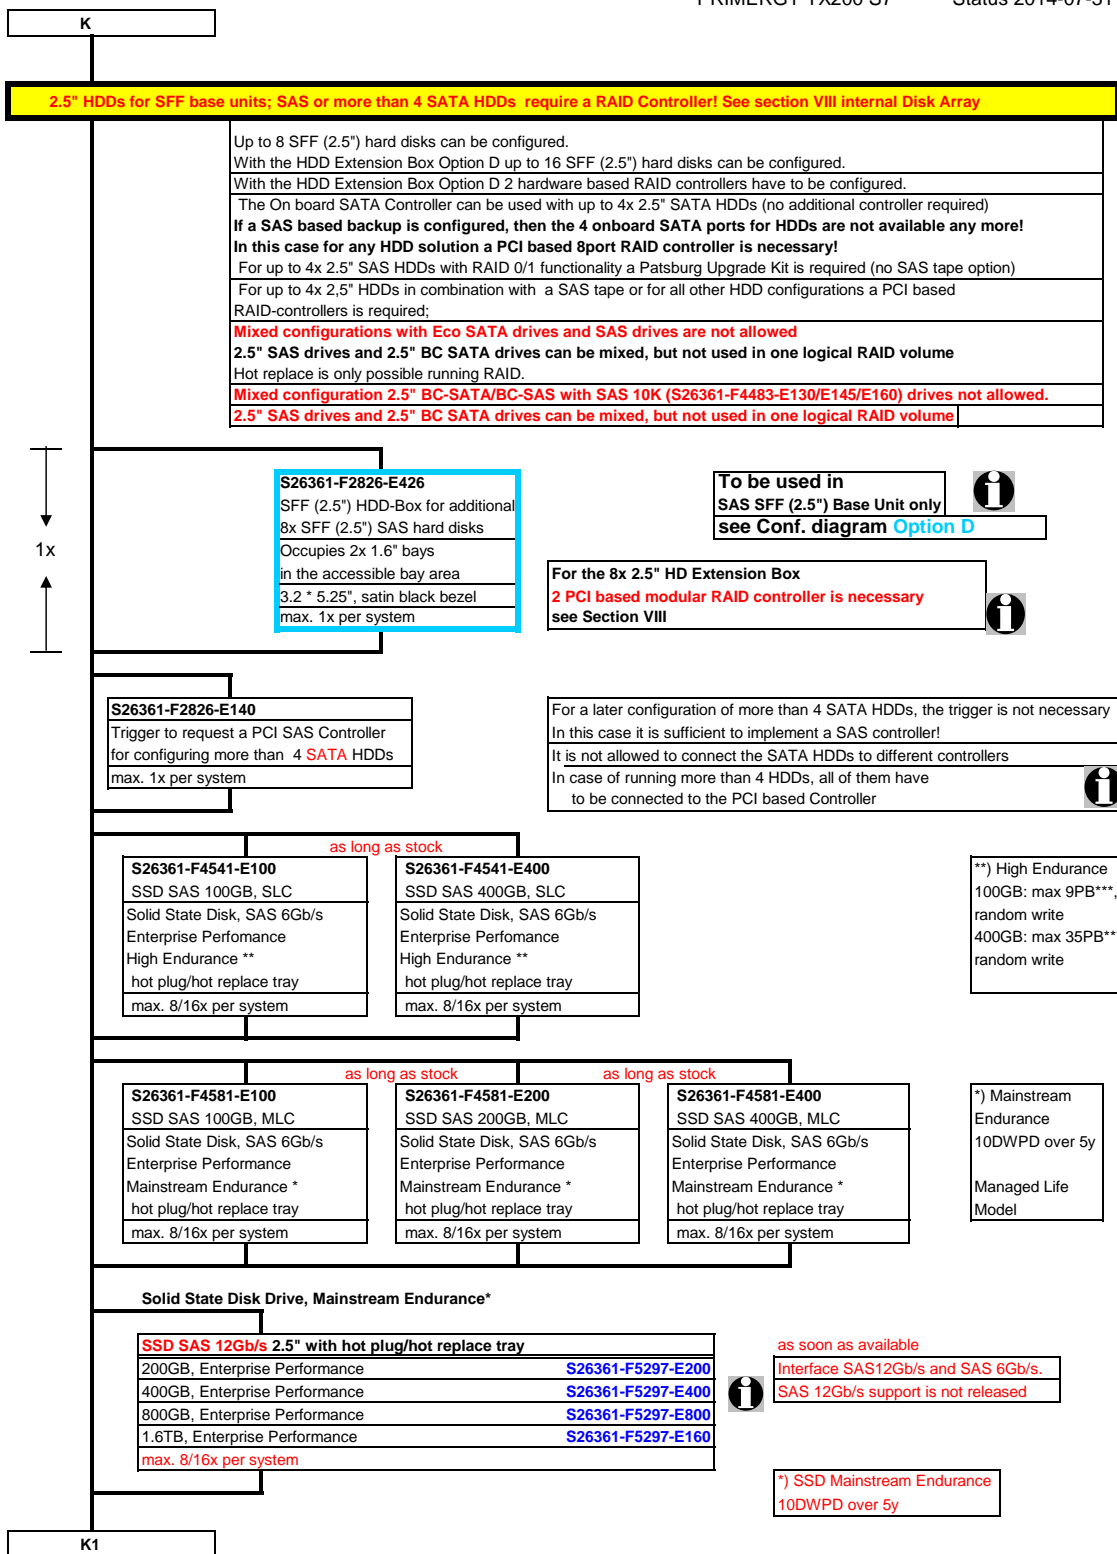 PRIMERGY TX200 S7 Status 2014-07-31
K
2.5" HDDs for SFF base units; SAS or more than 4 SATA HDDs require a RAID Controller! See section VIII internal Disk Array
Up to 8 SFF (2.5") hard disks can be configured.
With the HDD Extension Box Option D up to 16 SFF (2.5") hard disks can be configured.
With the HDD Extension Box Option D 2 hardware based RAID controllers have to be configured.
The On board SATA Controller can be used with up to 4x 2.5" SATA HDDs (no additional controller required)
If a SAS based backup is configured, then the 4 onboard SATA ports for HDDs are not available any more!
In this case for any HDD solution a PCI based 8port RAID controller is necessary!
For up to 4x 2.5" SAS HDDs with RAID 0/1 functionality a Patsburg Upgrade Kit is required (no SAS tape option)
For up to 4x 2,5" HDDs in combination with a SAS tape or for all other HDD configurations a PCI based
RAID-controllers is required;
Mixed configurations with Eco SATA drives and SAS drives are not allowed
2.5" SAS drives and 2.5" BC SATA drives can be mixed, but not used in one logical RAID volume
Hot replace is only possible running RAID.
Mixed configuration 2.5" BC-SATA/BC-SAS with SAS 10K (S26361-F4483-E130/E145/E160) drives not allowed.
2.5" SAS drives and 2.5" BC SATA drives can be mixed, but not used in one logical RAID volume
1x
S26361-F2826-E426
SFF (2.5") HDD-Box for additional
8x SFF (2.5") SAS hard disks
Occupies 2x 1.6" bays
in the accessible bay area
3.2 * 5.25", satin black bezel
max. 1x per system
To be used in
SAS SFF (2.5") Base Unit only
see Conf. diagram Option D
For the 8x 2.5" HD Extension Box
2 PCI based modular RAID controller is necessary
see Section VIII
S26361-F2826-E140
Trigger to request a PCI SAS Controller
for configuring more than 4 SATA HDDs
max. 1x per system
For a later configuration of more than 4 SATA HDDs, the trigger is not necessary
In this case it is sufficient to implement a SAS controller!
It is not allowed to connect the SATA HDDs to different controllers
In case of running more than 4 HDDs, all of them have
to be connected to the PCI based Controller
as long as stock
S26361-F4541-E100
SSD SAS 100GB, SLC
Solid State Disk, SAS 6Gb/s
Enterprise Perfomance
High Endurance **
hot plug/hot replace tray
max. 8/16x per system
S26361-F4541-E400
SSD SAS 400GB, SLC
Solid State Disk, SAS 6Gb/s
Enterprise Perfomance
High Endurance **
hot plug/hot replace tray
max. 8/16x per system
**) High Endurance
100GB: max 9PB***,
random write
400GB: max 35PB**
random write
as long as stock as long as stock
S26361-F4581-E100
SSD SAS 100GB, MLC
Solid State Disk, SAS 6Gb/s
Enterprise Performance
Mainstream Endurance *
hot plug/hot replace tray
max. 8/16x per system
S26361-F4581-E200
SSD SAS 200GB, MLC
Solid State Disk, SAS 6Gb/s
Enterprise Performance
Mainstream Endurance *
hot plug/hot replace tray
max. 8/16x per system
S26361-F4581-E400
SSD SAS 400GB, MLC
Solid State Disk, SAS 6Gb/s
Enterprise Performance
Mainstream Endurance *
hot plug/hot replace tray
max. 8/16x per system
*) Mainstream
Endurance
10DWPD over 5y
Managed Life
Model
Solid State Disk Drive, Mainstream Endurance*
SSD SAS 12Gb/s 2.5" with hot plug/hot replace tray
200GB, Enterprise Performance S26361-F5297-E200
400GB, Enterprise Performance S26361-F5297-E400
800GB, Enterprise Performance S26361-F5297-E800
1.6TB, Enterprise Performance S26361-F5297-E160
max. 8/16x per system
as soon as available
Interface SAS12Gb/s and SAS 6Gb/s.
SAS 12Gb/s support is not released
*) SSD Mainstream Endurance
10DWPD over 5y
K1